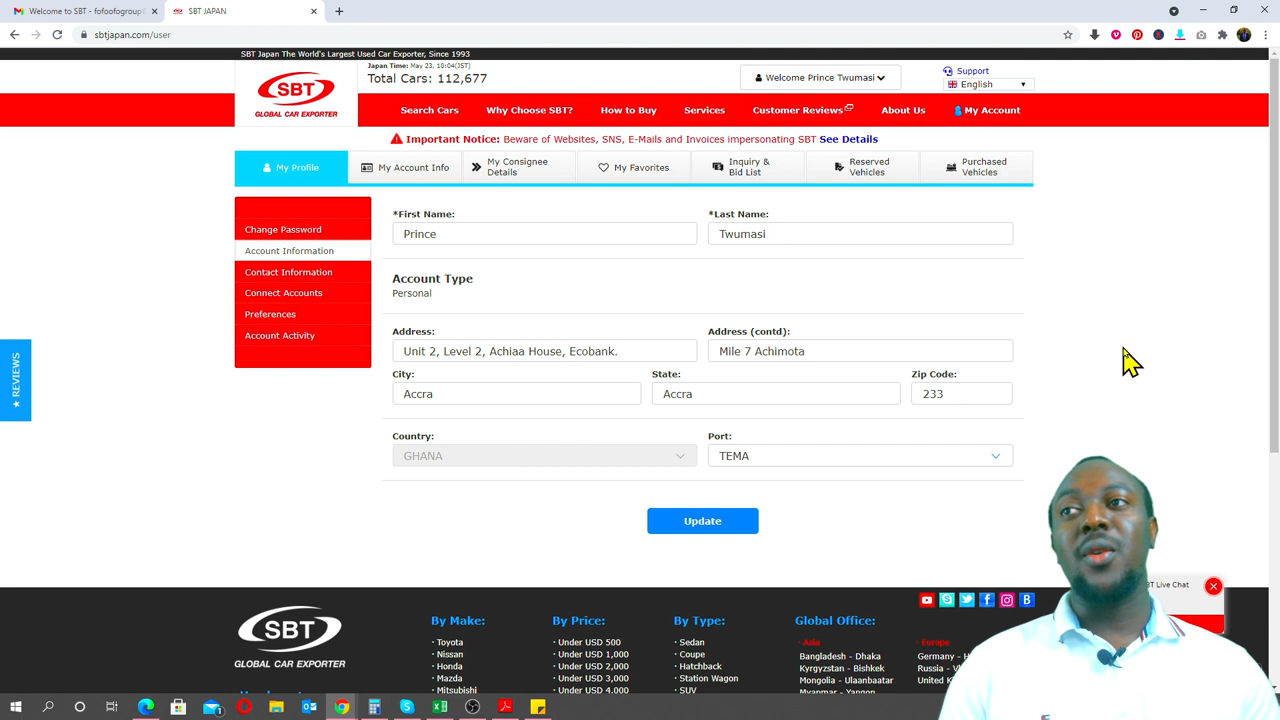 Welcome to SBT - fofoofogroup
SBT JAPAN
sbtjapan.com/user
SBT Japan The World's Largest Used Car Exporter, Since 1993
Japan Time: May 23, 10:04(JST)
Total Cars: 112,677
Welcome Prince Twumasi
Support
English
SBT
GLOBAL CAR EXPORTER
Search Cars Why Choose SBT? How to Buy Services Customer Reviews About Us My Account
Important Notice: Beware of Websites, SNS, E-Mails and Invoices impersonating SBT See Details
My Profile My Account Info My Consignee Details My Favorites Inquiry & Bid List Reserved Vehicles Purchased Vehicles
Change Password
Account Information
Contact Information
Connect Accounts
Preferences
Account Activity
*First Name: *Last Name:
Prince Twumasi
Account Type
Personal
Address: Address (contd):
Unit 2, Level 2, Achiaa House, Ecobank. Mile 7 Achimota
City: State: Zip Code:
Accra Accra 233
Country: Port:
GHANA TEMA
Update
★ REVIEWS
BT Live Chat
SBT
GLOBAL CAR EXPORTER
By Make:
· Toyota
· Nissan
· Honda
· Mazda
· Mitsubishi
By Price:
· Under USD 500
· Under USD 1,000
· Under USD 2,000
· Under USD 3,000
· Under USD 4,000
By Type:
· Sedan
· Coupe
· Hatchback
· Station Wagon
· SUV
Global Office:
· Asia
Bangladesh - Dhaka
Kyrgyzstan - Bishkek
Mongolia - Ulaanbaatar
Myanmar - Yangon
· Europe
Germany - H
Russia - V
United K